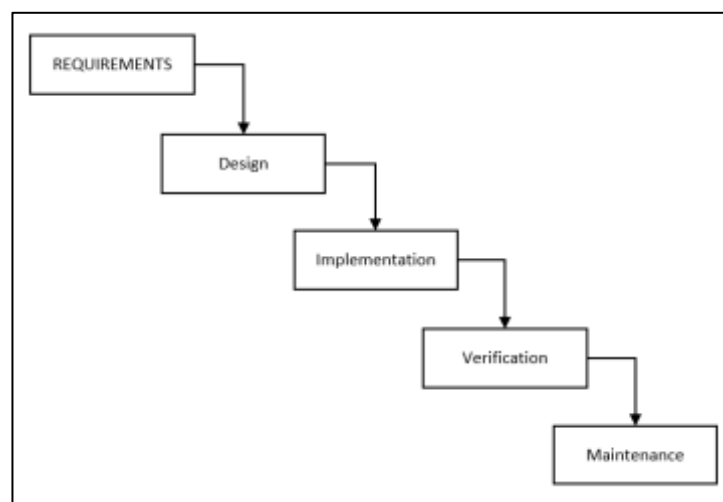 REQUIREMENTS
Design
Implementation
Verification
Maintenance